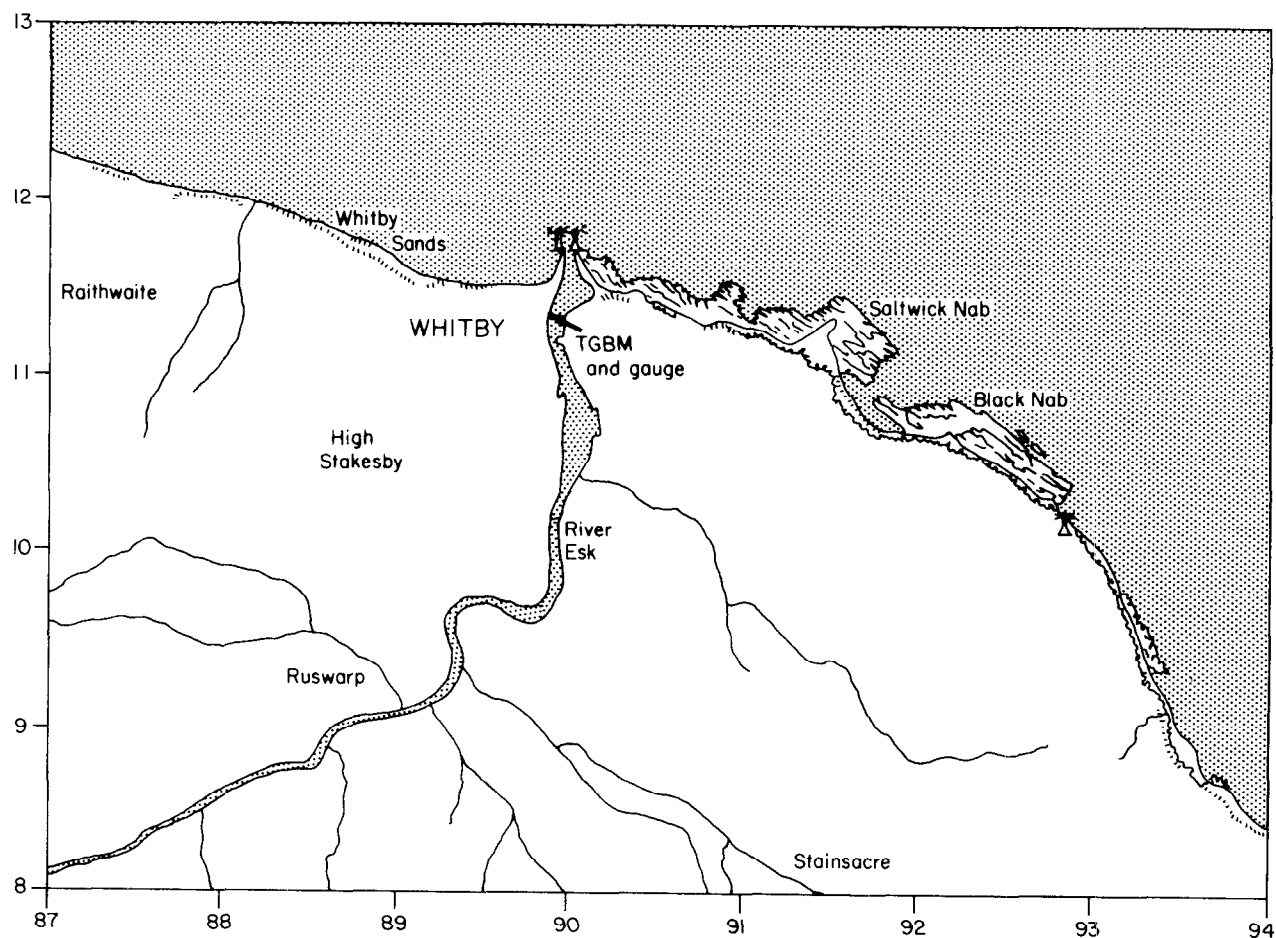 13
12
Whitby
Sands
Raithwaite
Saltwick Nab
WHITBY
TGBM
and gauge
11
Black Nab
High
Stakesby
10
River
Esk
Ruswarp
9
Stainsacre
8
87
88
89
90
91
92
93
94